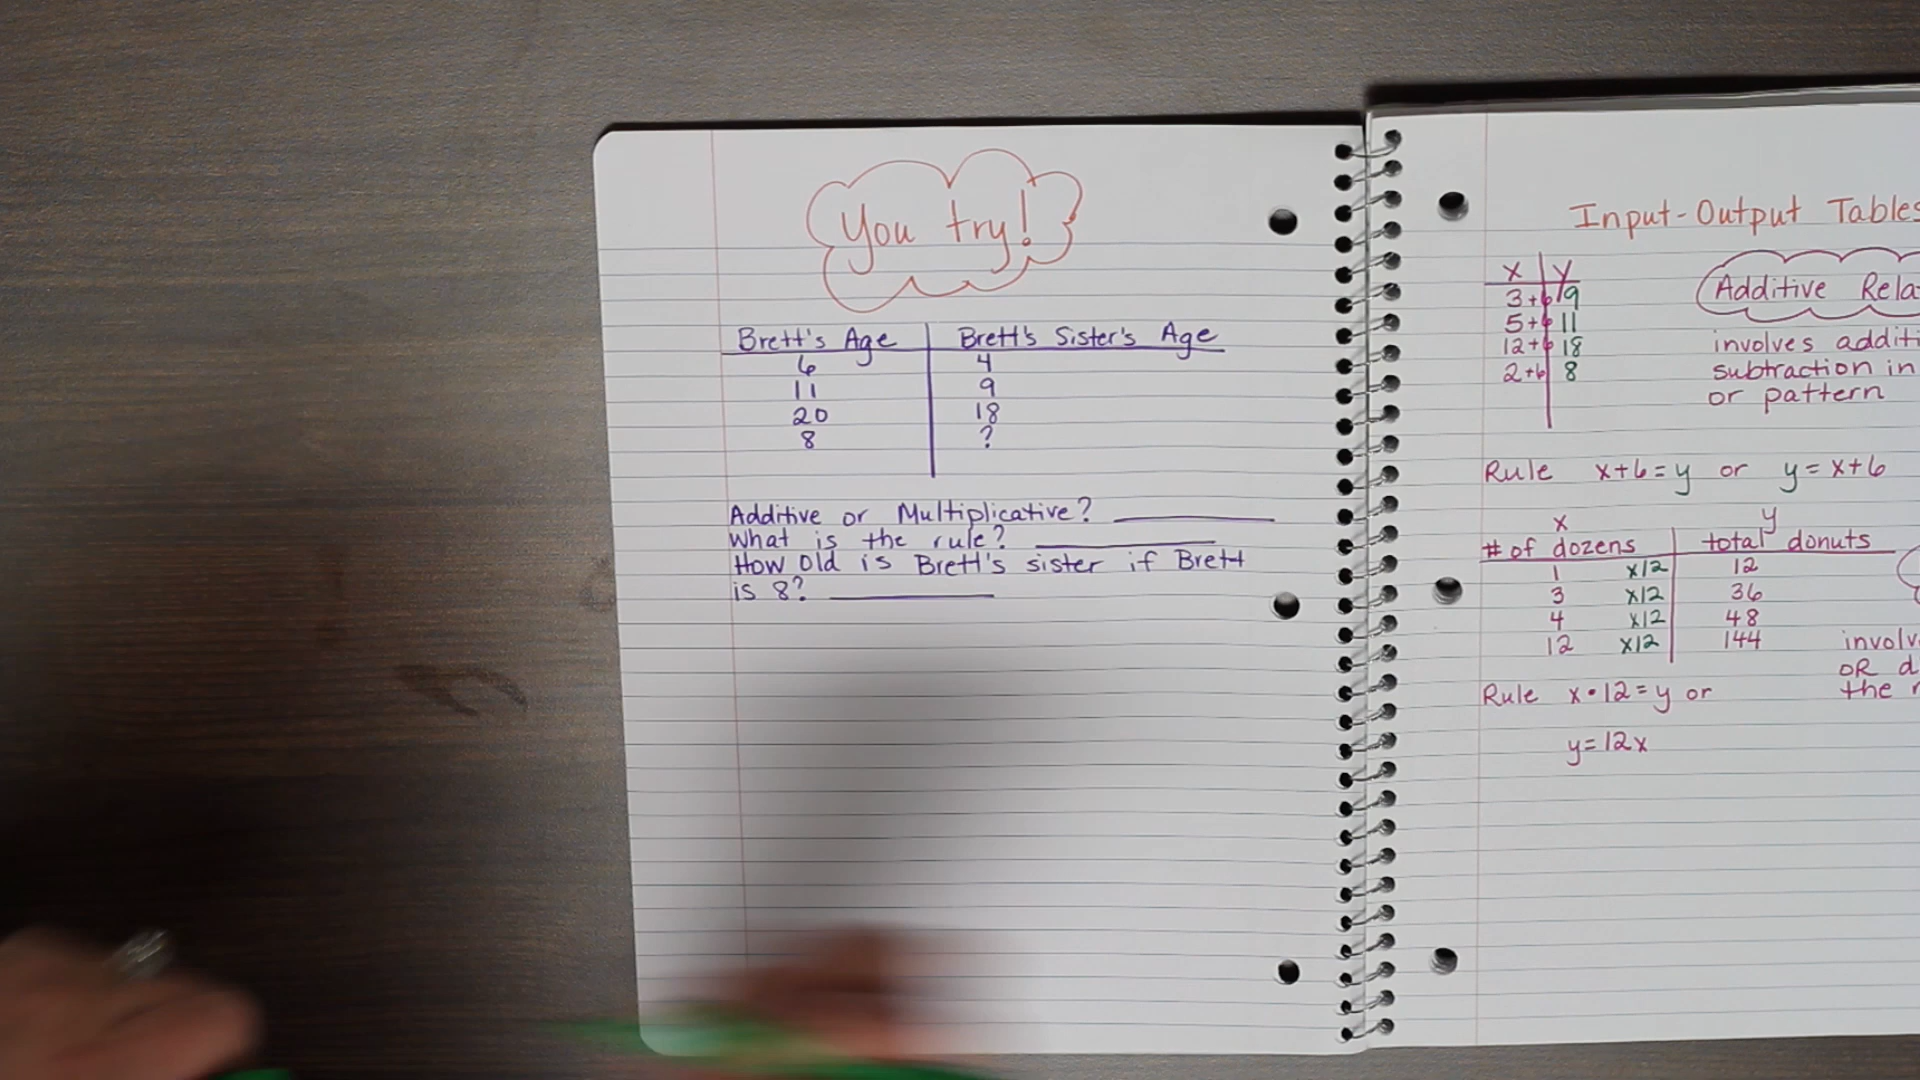 You try!
Brett's Age Brett's Sister's Age
6 4
11 9
20 18
8 ?
Additive or Multiplicative?
What is the rule?
How Old is Brett's sister if Brett
is 8?
Input-Output Tables
x y
3+6 9
5+6 11
12+6 18
2+6 8
Additive
involves
subtraction in
or pattern
Rule x+6=y or y=x+6
x y
# of dozens total donuts
1 x12 12
3 x12 36
4 x12 48
12 x12 144
OR
the
Rule x•12=y or
y=12x